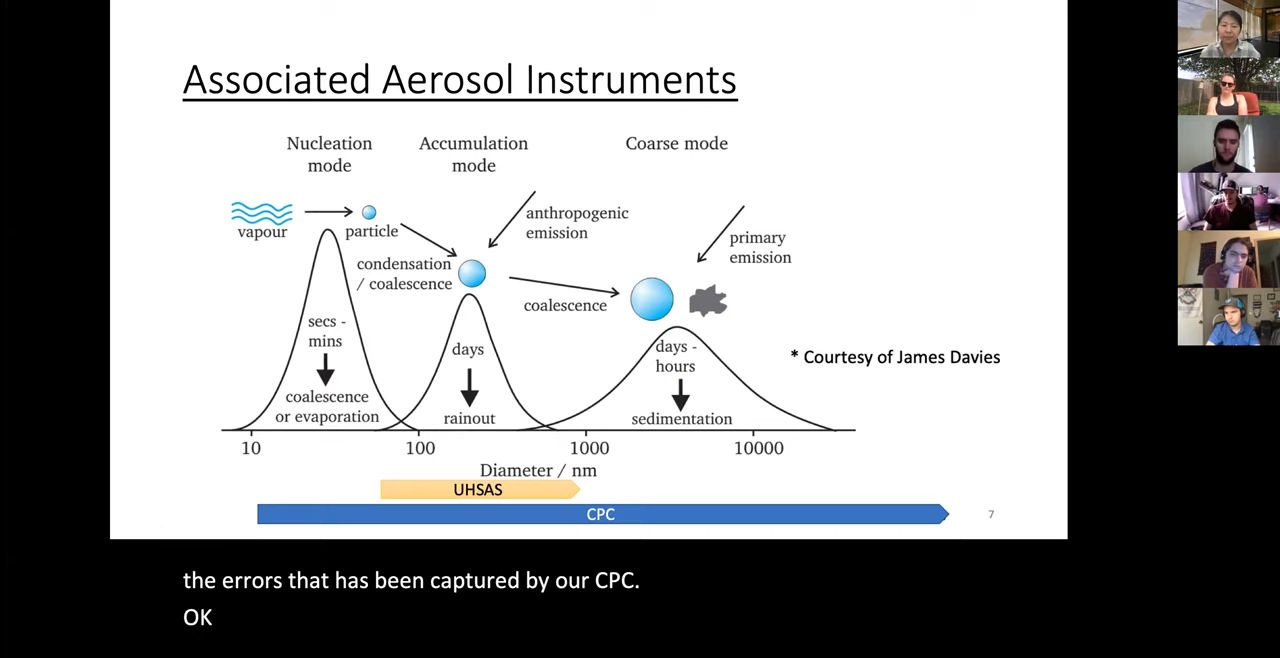 Associated Aerosol Instruments
Nucleation
mode
Accumulation
mode
Coarse mode
vapour
particle
anthropogenic
emission
primary
emission
condensation
/ coalescence
coalescence
secs -
mins
days
days -
hours
* Courtesy of James Davies
coalescence
or evaporation
rainout
sedimentation
10
100
1000
10000
Diameter / nm
UHSAS
CPC
7
the errors that has been captured by our CPC.
OK